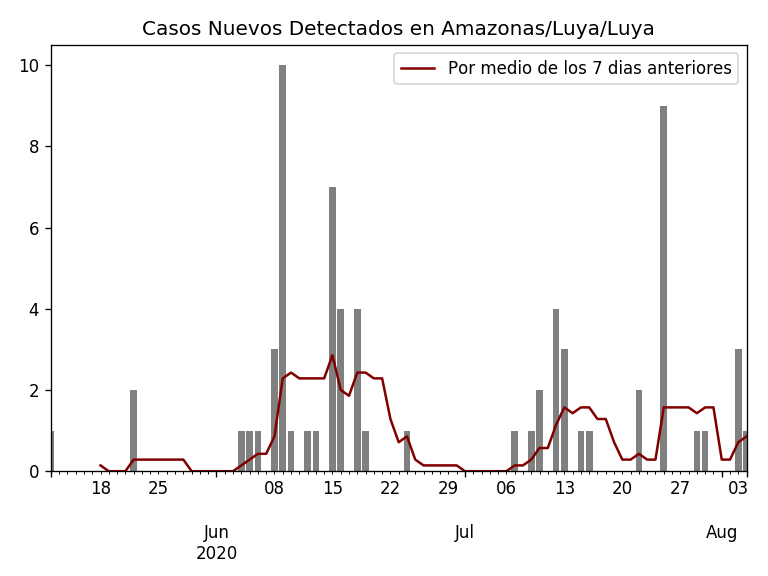 Casos Nuevos Detectados en Amazonas/Luya/Luya
Por medio de los 7 dias anteriores
10
8
6
4
2
0
18 25 08 15 22 29 06 13 20 27 03
Jun Jul Aug
2020